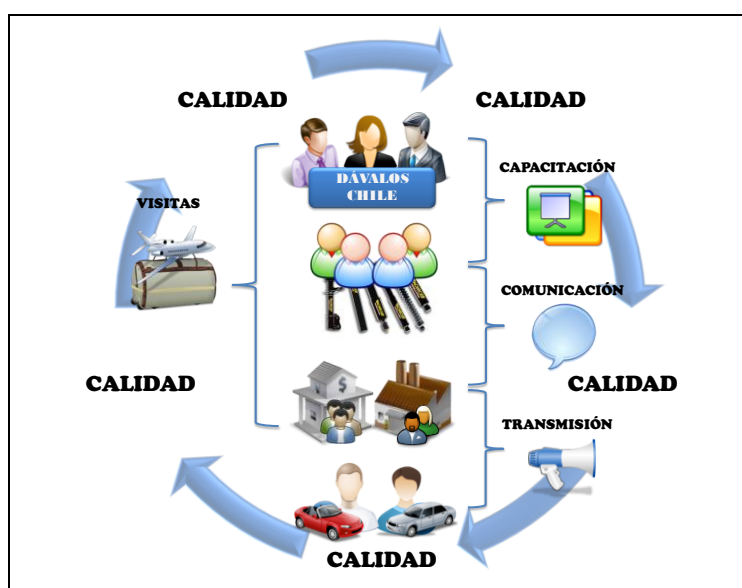 CALIDAD
CALIDAD
DÁVALOS
CHILE
CAPACITACIÓN
VISITAS
COMUNICACIÓN
CALIDAD
CALIDAD
TRANSMISIÓN
CALIDAD